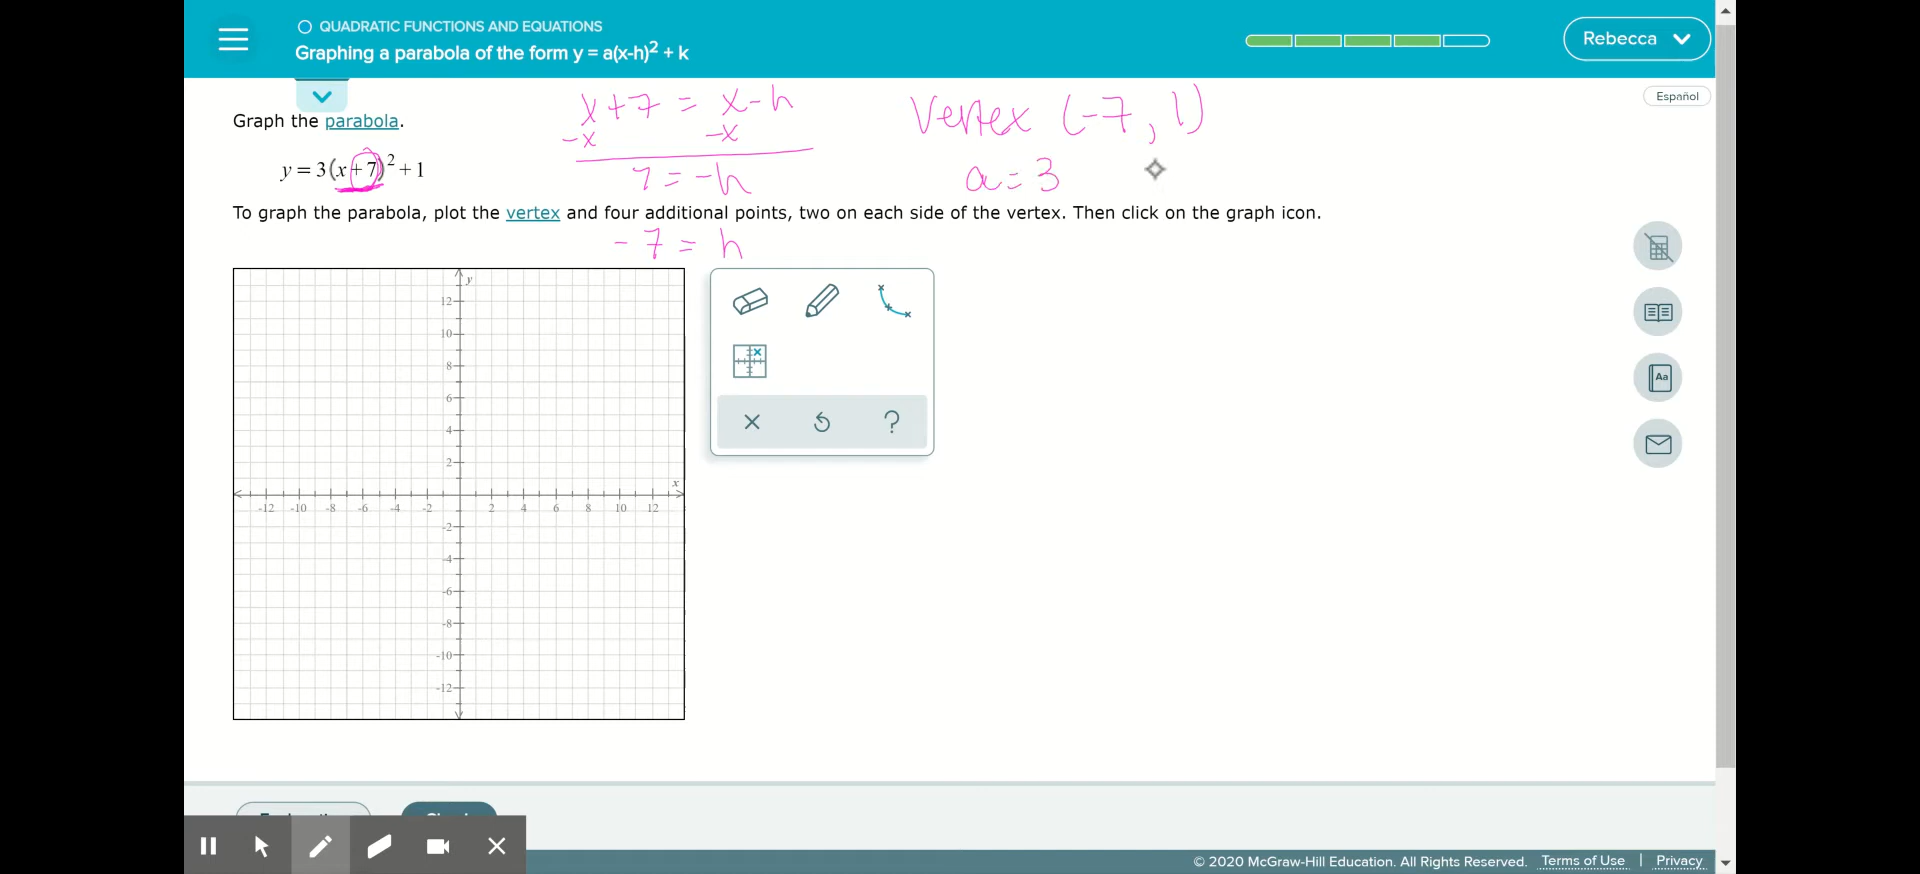 QUADRATIC FUNCTIONS AND EQUATIONS
Graphing a parabola of the form y = a(x-h)² + k
Rebecca
Español
Graph the parabola.
y = 3(x+7)² + 1
x+7 = x-h
-x -x
7 = -h
-7 = h
Vertex (-7, 1)
a = 3
To graph the parabola, plot the vertex and four additional points, two on each side of the vertex. Then click on the graph icon.
y
12
10
8
6
4
2
x
-12 -10 -8 -6 -4 -2 2 4 6 8 10 12
-2
-4
-6
-8
-10
-12
?
Aa
© 2020 McGraw-Hill Education. All Rights Reserved. Terms of Use | Privacy